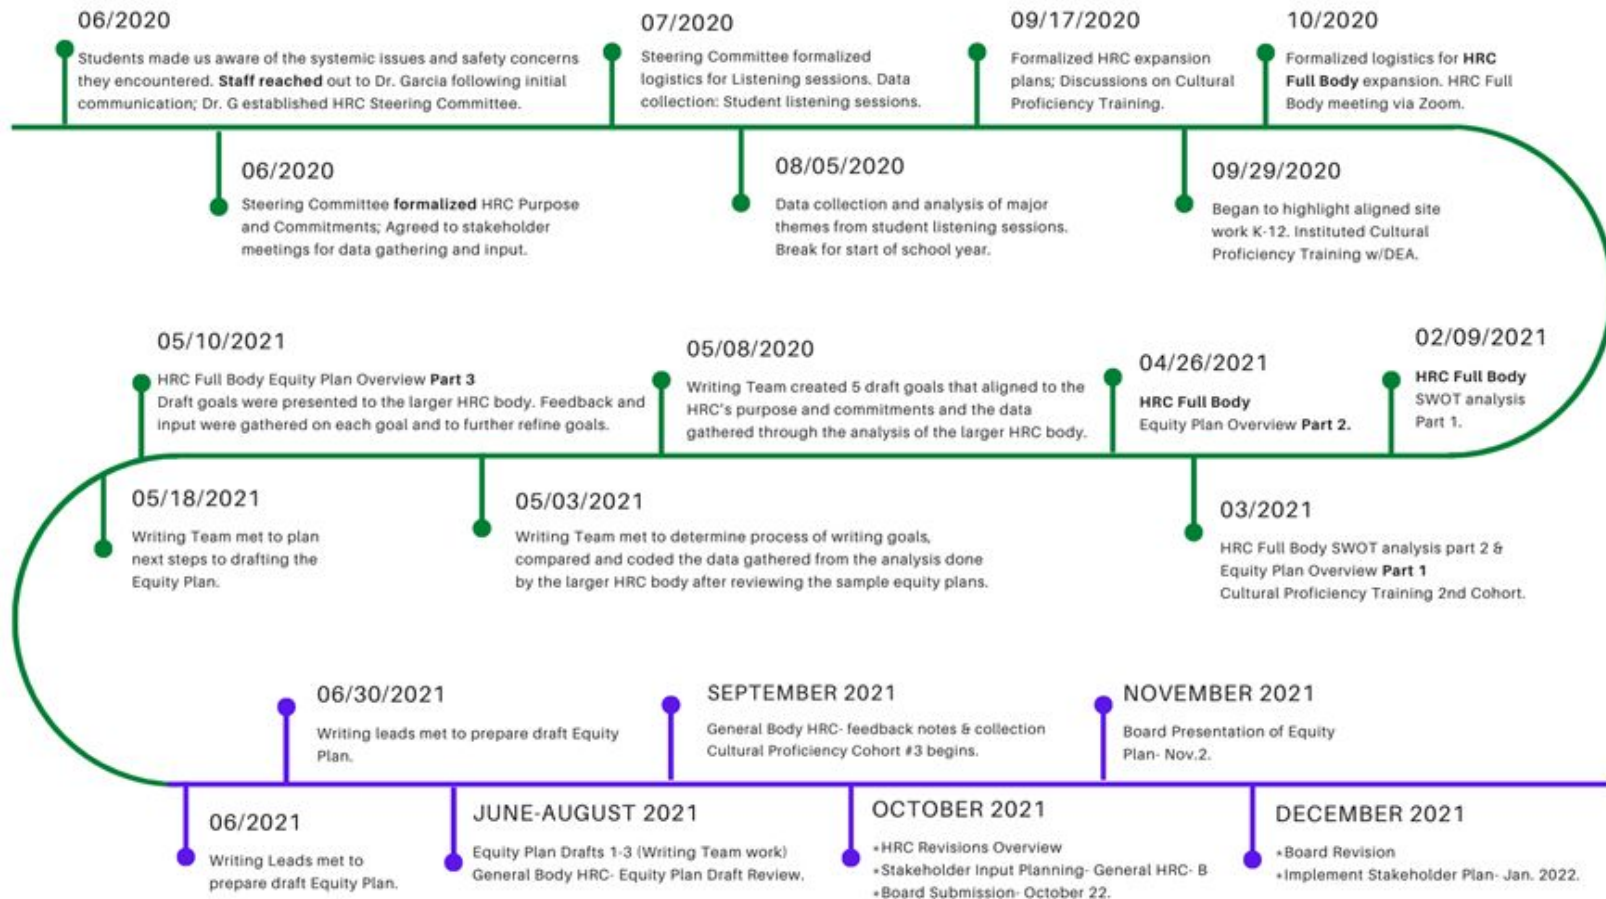 06/2020
Students made us aware of the systemic issues and safety concerns
they encountered. Staff reached out to Dr. Garcia following initial
communication; Dr. G established HRC Steering Committee.
06/2020
Steering Committee formalized HRC Purpose
and Commitments; Agreed to stakeholder
meetings for data gathering and input.
07/2020
Steering Committee formalized
logistics for Listening sessions. Data
collection: Student listening sessions.
08/05/2020
Data collection and analysis of major
themes from student listening sessions.
Break for start of school year.
09/17/2020
Formalized HRC expansion
plans; Discussions on Cultural
Proficiency Training.
09/29/2020
Began to highlight aligned site
work K-12. Instituted Cultural
Proficiency Training w/DEA.
10/2020
Formalized logistics for HRC
Full Body expansion. HRC Full
Body meeting via Zoom.
02/09/2021
HRC Full Body
SWOT analysis
Part 1.
03/2021
HRC Full Body SWOT analysis part 2 &
Equity Plan Overview Part 1
Cultural Proficiency Training 2nd Cohort.
04/26/2021
HRC Full Body
Equity Plan Overview Part 2.
05/03/2021
Writing Team met to determine process of writing goals,
compared and coded the data gathered from the analysis done
by the larger HRC body after reviewing the sample equity plans.
05/08/2020
Writing Team created 5 draft goals that aligned to the
HRC's purpose and commitments and the data
gathered through the analysis of the larger HRC body.
05/10/2021
HRC Full Body Equity Plan Overview Part 3
Draft goals were presented to the larger HRC body. Feedback and
input were gathered on each goal and to further refine goals.
05/18/2021
Writing Team met to plan
next steps to drafting the
Equity Plan.
06/2021
Writing Leads met to
prepare draft Equity Plan.
06/30/2021
Writing leads met to prepare draft Equity
Plan.
JUNE-AUGUST 2021
Equity Plan Drafts 1-3 (Writing Team work)
General Body HRC- Equity Plan Draft Review.
SEPTEMBER 2021
General Body HRC- feedback notes & collection
Cultural Proficiency Cohort #3 begins.
OCTOBER 2021
*HRC Revisions Overview
*Stakeholder Input Planning- General HRC- B
*Board Submission- October 22.
NOVEMBER 2021
Board Presentation of Equity
Plan- Nov.2.
DECEMBER 2021
*Board Revision
*Implement Stakeholder Plan- Jan. 2022.